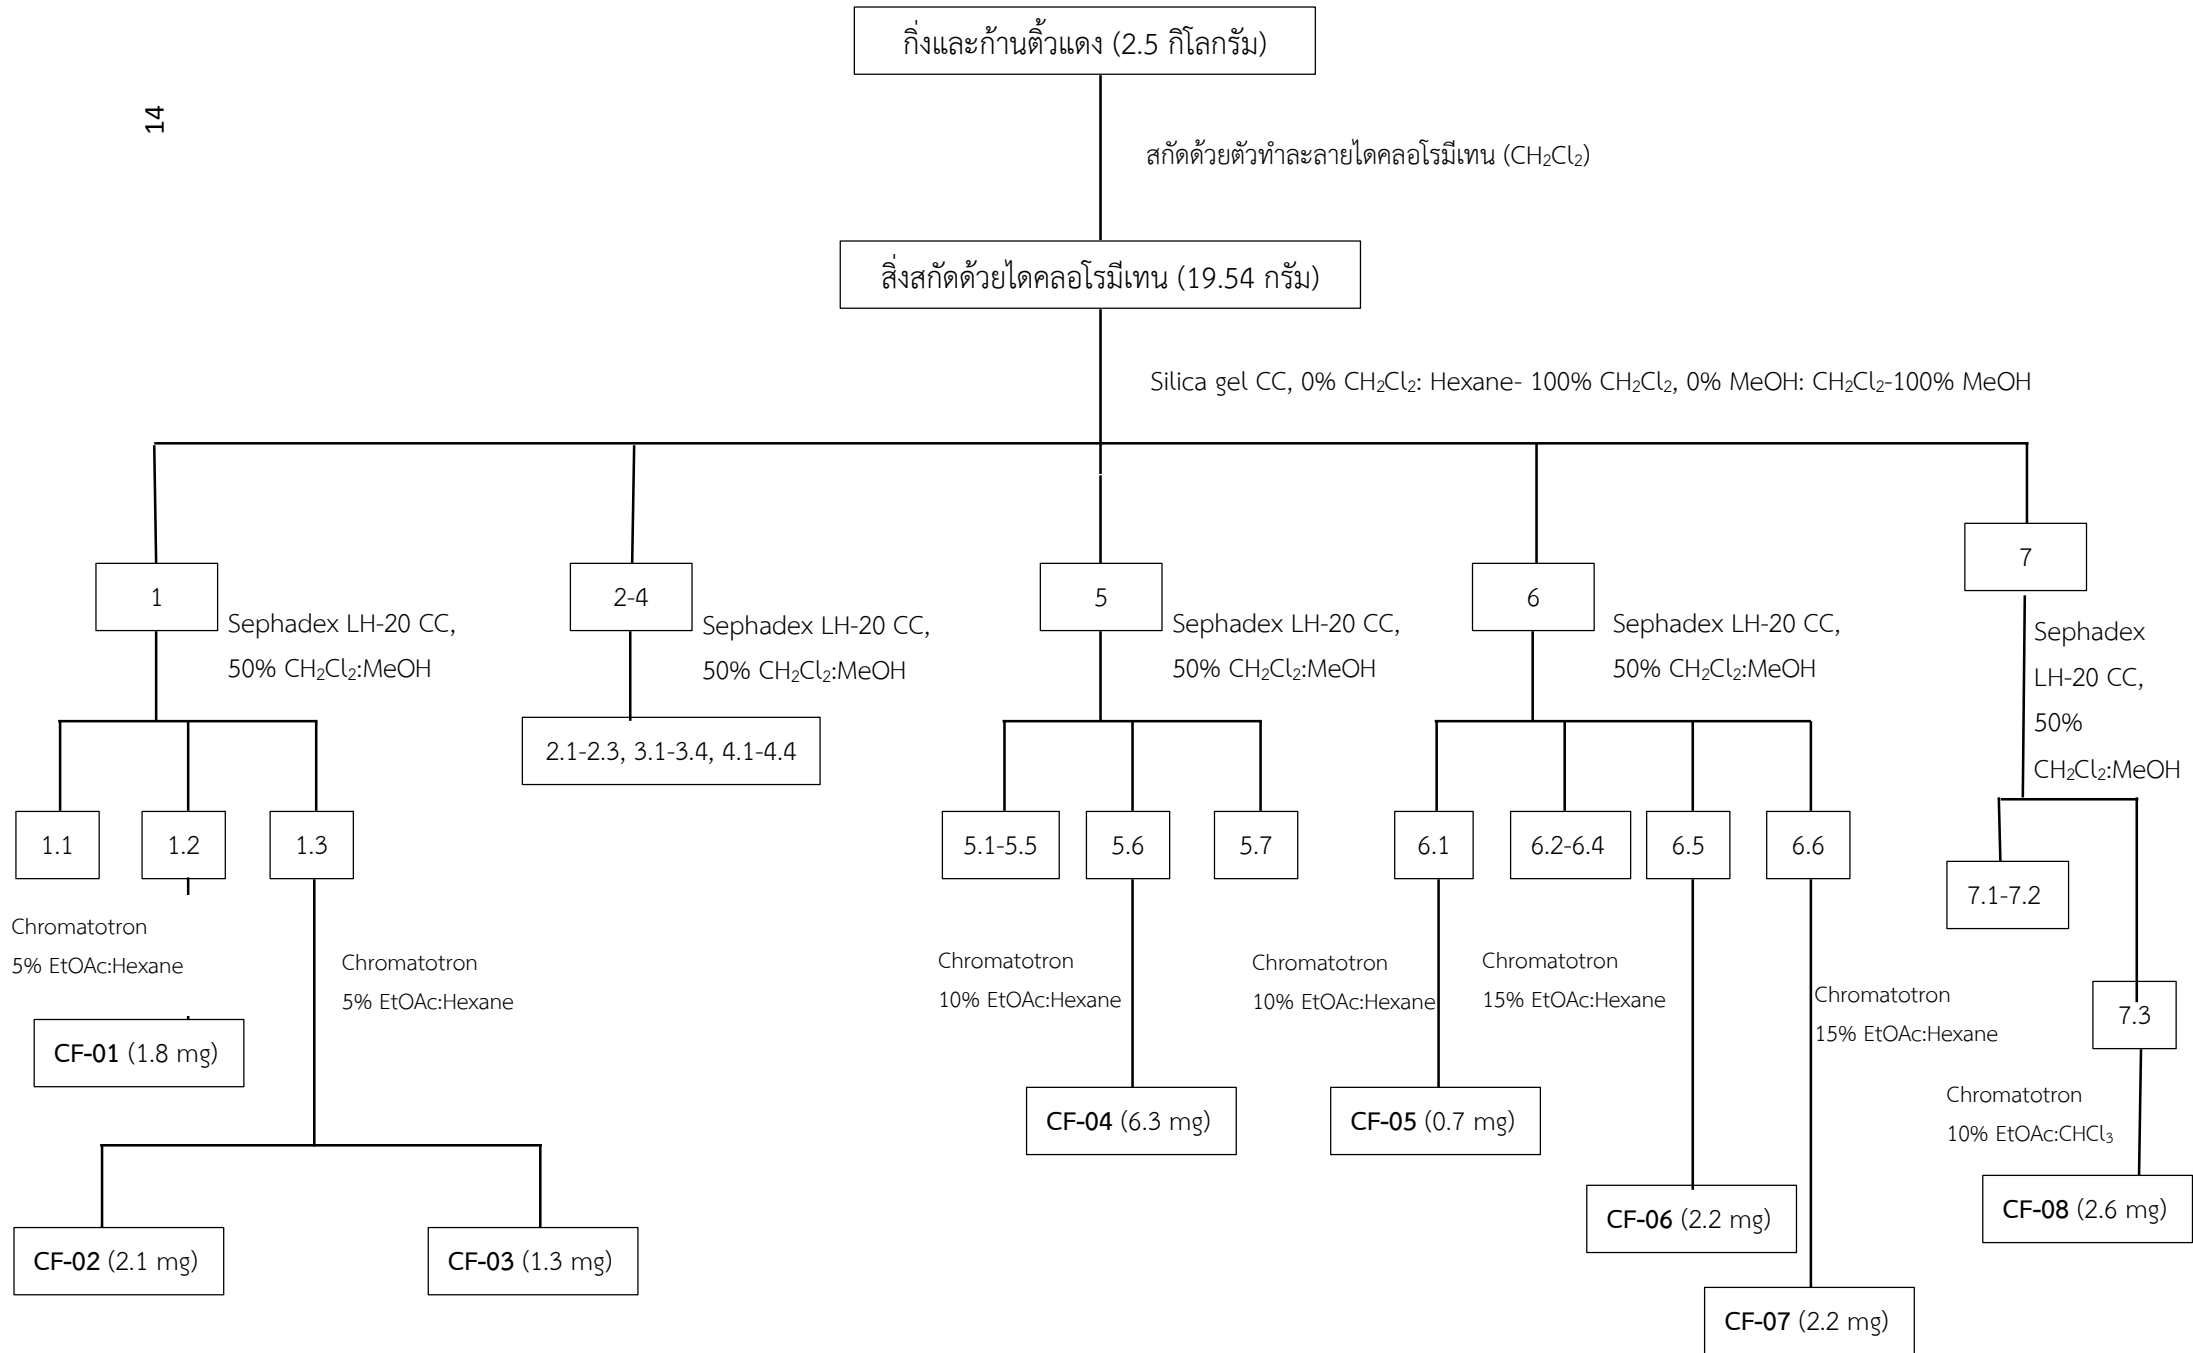 กิ่งและก้านติ้วแดง (2.5 กิโลกรัม)
14
สกัดด้วยตัวทำละลายไดคลอโรมีเทน (CH₂Cl₂)
สิ่งสกัดด้วยไดคลอโรมีเทน (19.54 กรัม)
Silica gel CC, 0% CH₂Cl₂: Hexane- 100% CH₂Cl₂, 0% MeOH: CH₂Cl₂-100% MeOH
1
Sephadex LH-20 CC,
50% CH₂Cl₂:MeOH
2-4
Sephadex LH-20 CC,
50% CH₂Cl₂:MeOH
5
Sephadex LH-20 CC,
50% CH₂Cl₂:MeOH
6
Sephadex LH-20 CC,
50% CH₂Cl₂:MeOH
7
Sephadex
LH-20 CC,
50%
CH₂Cl₂:MeOH
2.1-2.3, 3.1-3.4, 4.1-4.4
1.1
1.2
1.3
5.1-5.5
5.6
5.7
6.1
6.2-6.4
6.5
6.6
7.1-7.2
7.3
Chromatotron
5% EtOAc:Hexane
Chromatotron
5% EtOAc:Hexane
Chromatotron
10% EtOAc:Hexane
Chromatotron
10% EtOAc:Hexane
Chromatotron
15% EtOAc:Hexane
Chromatotron
15% EtOAc:Hexane
Chromatotron
10% EtOAc:CHCl₃
CF-01 (1.8 mg)
CF-02 (2.1 mg)
CF-03 (1.3 mg)
CF-04 (6.3 mg)
CF-05 (0.7 mg)
CF-06 (2.2 mg)
CF-07 (2.2 mg)
CF-08 (2.6 mg)